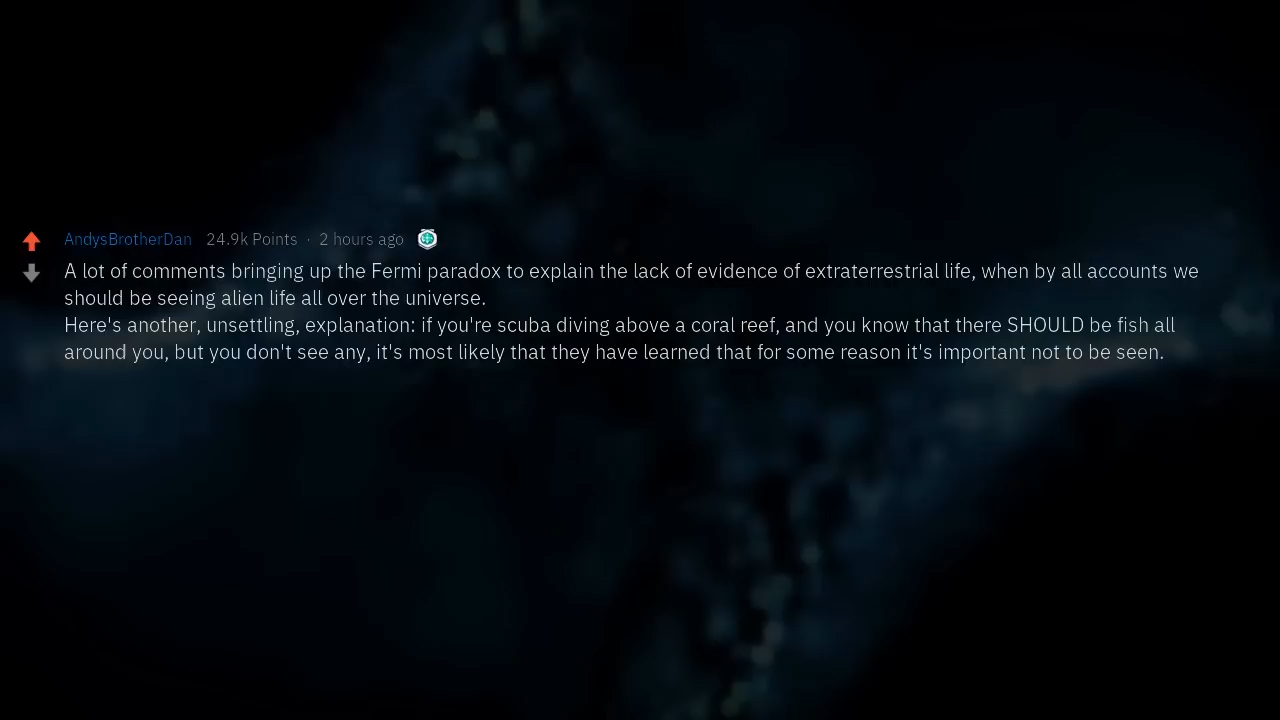 AndysBrotherDan 24.9k Points · 2 hours ago
A lot of comments bringing up the Fermi paradox to explain the lack of evidence of extraterrestrial life, when by all accounts we
should be seeing alien life all over the universe.
Here's another, unsettling, explanation: if you're scuba diving above a coral reef, and you know that there SHOULD be fish all
around you, but you don't see any, it's most likely that they have learned that for some reason it's important not to be seen.